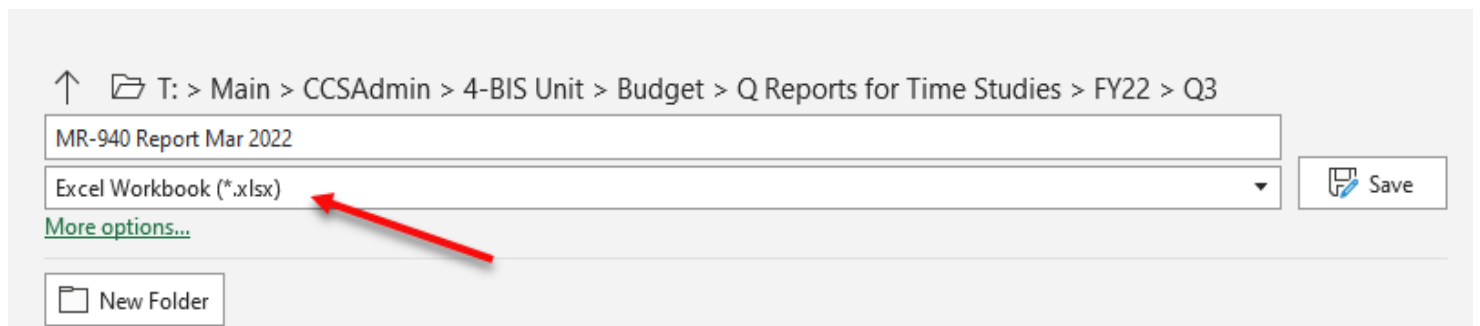 T: > Main > CCSAdmin > 4-BIS Unit > Budget > Q Reports for Time Studies > FY22 > Q3
MR-940 Report Mar 2022
Excel Workbook (*.xlsx)
Save
More options...
New Folder